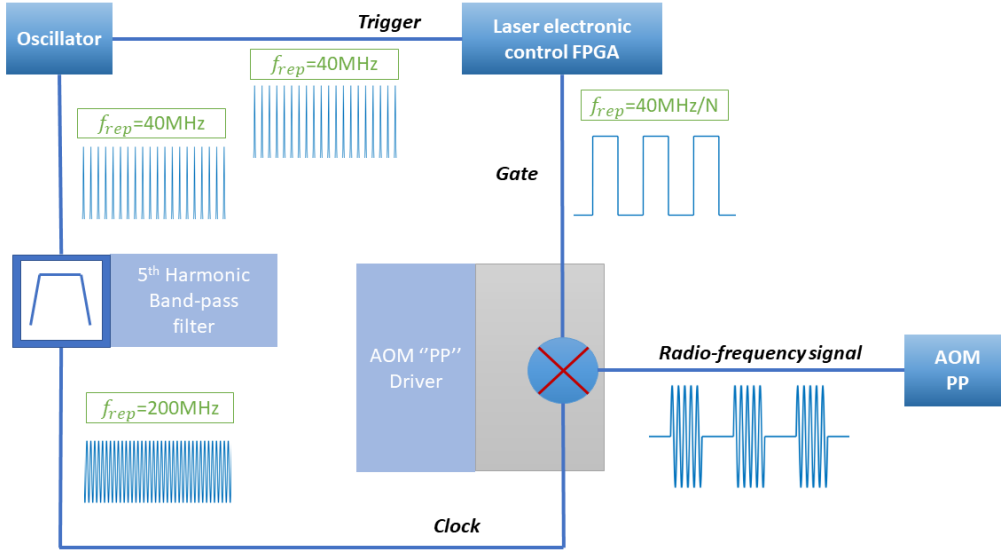 Oscillator
Trigger
Laser electronic
control FPGA
f_rep=40MHz
f_rep=40MHz
f_rep=40MHz/N
Gate
5th Harmonic
Band-pass
filter
AOM "PP"
Driver
Radio-frequency signal
AOM
PP
f_rep=200MHz
Clock